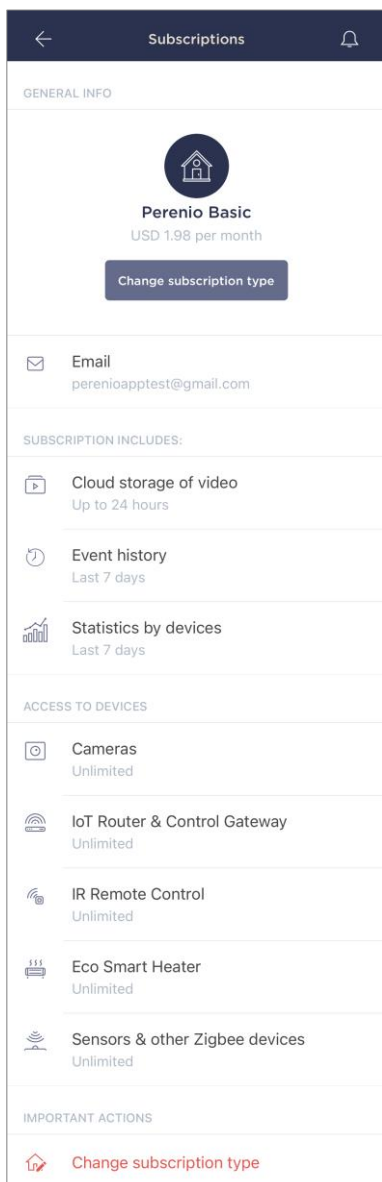 Subscriptions
GENERAL INFO
Perenio Basic
USD 1.98 per month
Change subscription type
Email
perenioapptest@gmail.com
SUBSCRIPTION INCLUDES:
Cloud storage of video
Up to 24 hours
Event history
Last 7 days
Statistics by devices
Last 7 days
ACCESS TO DEVICES
Cameras
Unlimited
IoT Router & Control Gateway
Unlimited
IR Remote Control
Unlimited
Eco Smart Heater
Unlimited
Sensors & other Zigbee devices
Unlimited
IMPORTANT ACTIONS
Change subscription type